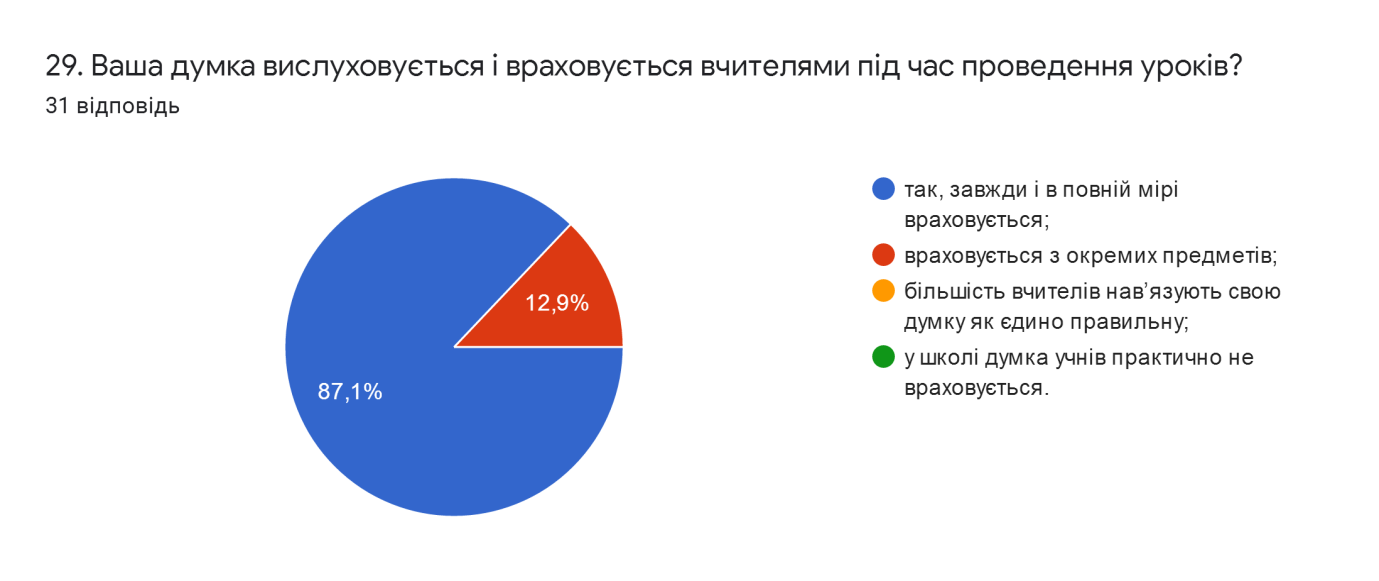 29. Ваша думка вислуховується і враховується вчителями під час проведення уроків?
31 відповідь
так, завжди і в повній мірі
враховується;
враховується з окремих предметів;
більшість вчителів нав’язують свою
думку як єдино правильну;
у школі думка учнів практично не
враховується.
12,9%
87,1%